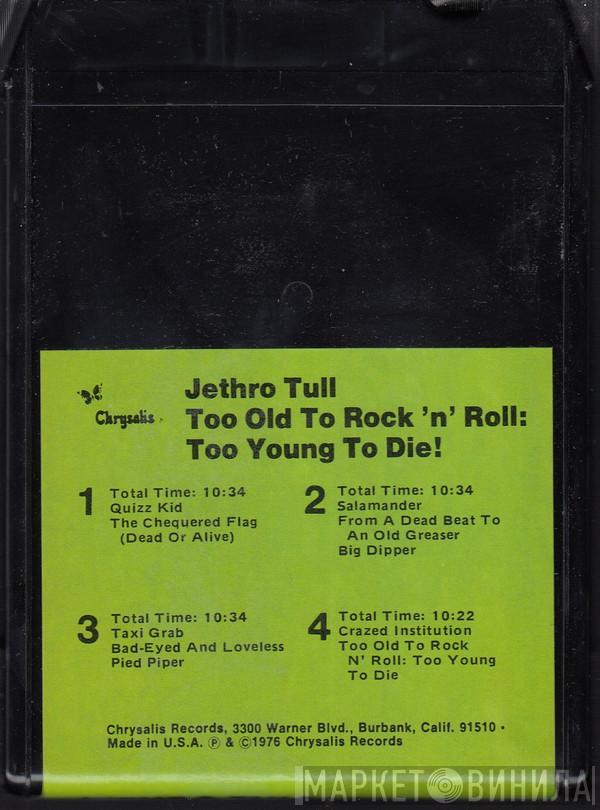 Chrysalis
Jethro Tull
Too Old To Rock 'n' Roll:
Too Young To Die!
1 Total Time: 10:34
Quizz Kid
The Chequered Flag
(Dead Or Alive)
2 Total Time: 10:34
Salamander
From A Dead Beat To
An Old Greaser
Big Dipper
3 Total Time: 10:34
Taxi Grab
Bad-Eyed And Loveless
Pied Piper
4 Total Time: 10:22
Crazed Institution
Too Old To Rock
N' Roll: Too Young
To Die
Chrysalis Records, 3300 Warner Blvd., Burbank, Calif. 91510 •
Made in U.S.A. ℗ & ©1976 Chrysalis Records
МАРКЕТ ВИНИЛА